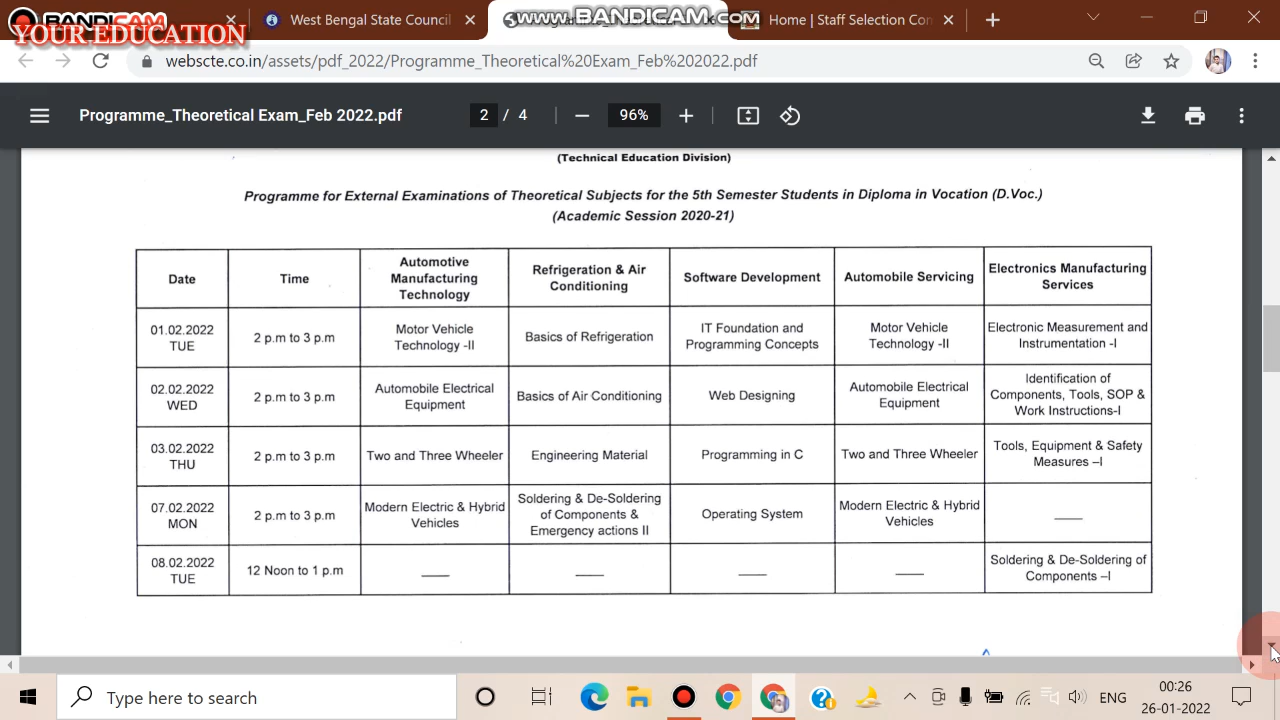 WWW.BANDICAM.COM
BANDICAM
YOUR EDUCATION
West Bengal State Council
Home | Staff Selection Con
webscte.co.in/assets/pdf_2022/Programme_Theoretical%20Exam_Feb%202022.pdf
Programme_Theoretical Exam_Feb 2022.pdf
2 / 4
96%
(Technical Education Division)
Programme for External Examinations of Theoretical Subjects for the 5th Semester Students in Diploma in Vocation (D.Voc.)
(Academic Session 2020-21)
Date
Time
Automotive
Manufacturing
Technology
Refrigeration & Air
Conditioning
Software Development
Automobile Servicing
Electronics Manufacturing
Services
01.02.2022
TUE
2 p.m to 3 p.m
Motor Vehicle
Technology -II
Basics of Refrigeration
IT Foundation and
Programming Concepts
Motor Vehicle
Technology -II
Electronic Measurement and
Instrumentation -I
02.02.2022
WED
2 p.m to 3 p.m
Automobile Electrical
Equipment
Basics of Air Conditioning
Web Designing
Automobile Electrical
Equipment
Identification of
Components, Tools, SOP &
Work Instructions-I
03.02.2022
THU
2 p.m to 3 p.m
Two and Three Wheeler
Engineering Material
Programming in C
Two and Three Wheeler
Tools, Equipment & Safety
Measures –I
07.02.2022
MON
2 p.m to 3 p.m
Modern Electric & Hybrid
Vehicles
Soldering & De-Soldering
of Components &
Emergency actions II
Operating System
Modern Electric & Hybrid
Vehicles
08.02.2022
TUE
12 Noon to 1 p.m
Soldering & De-Soldering of
Components –I
Type here to search
ENG
00:26
26-01-2022